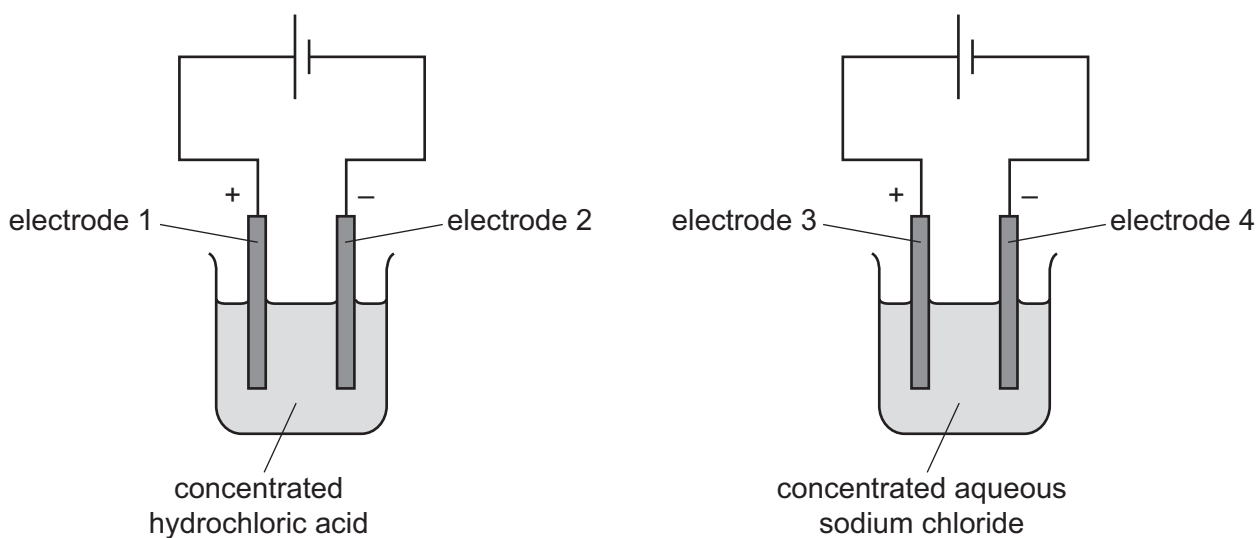 + –
electrode 1 electrode 2
concentrated
hydrochloric acid
+ –
electrode 3 electrode 4
concentrated aqueous
sodium chloride